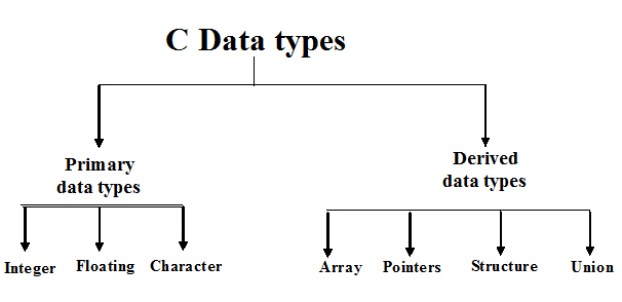 C Data types
Primary
data types
Derived
data types
Integer Floating Character
Array Pointers Structure Union